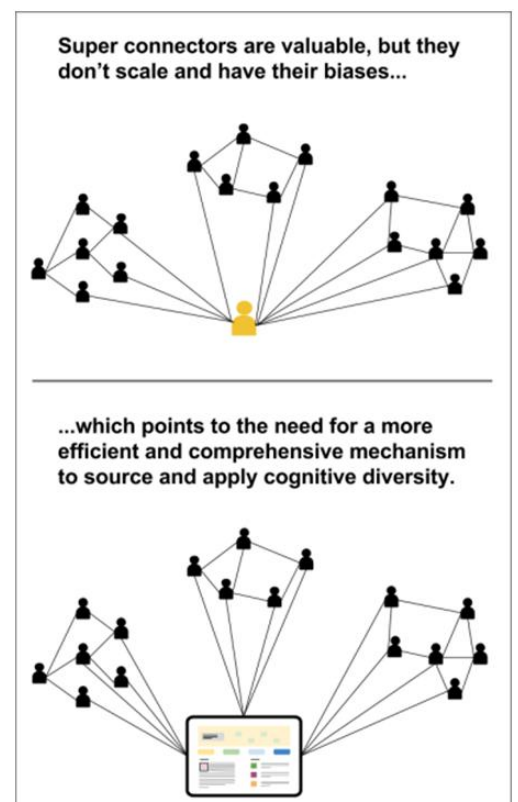 Super connectors are valuable, but they
don’t scale and have their biases...
...which points to the need for a more
efficient and comprehensive mechanism
to source and apply cognitive diversity.